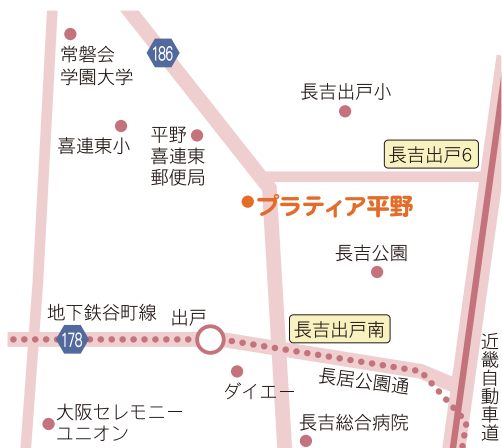 常磐会
学園大学
186
長吉出戸小
喜連東小
平野
喜連東
郵便局
長吉出戸6
プラティア平野
長吉公園
地下鉄谷町線
出戸
178
長吉出戸南
近畿自動車道
ダイエー
長居公園通
大阪セレモニー
ユニオン
長吉総合病院